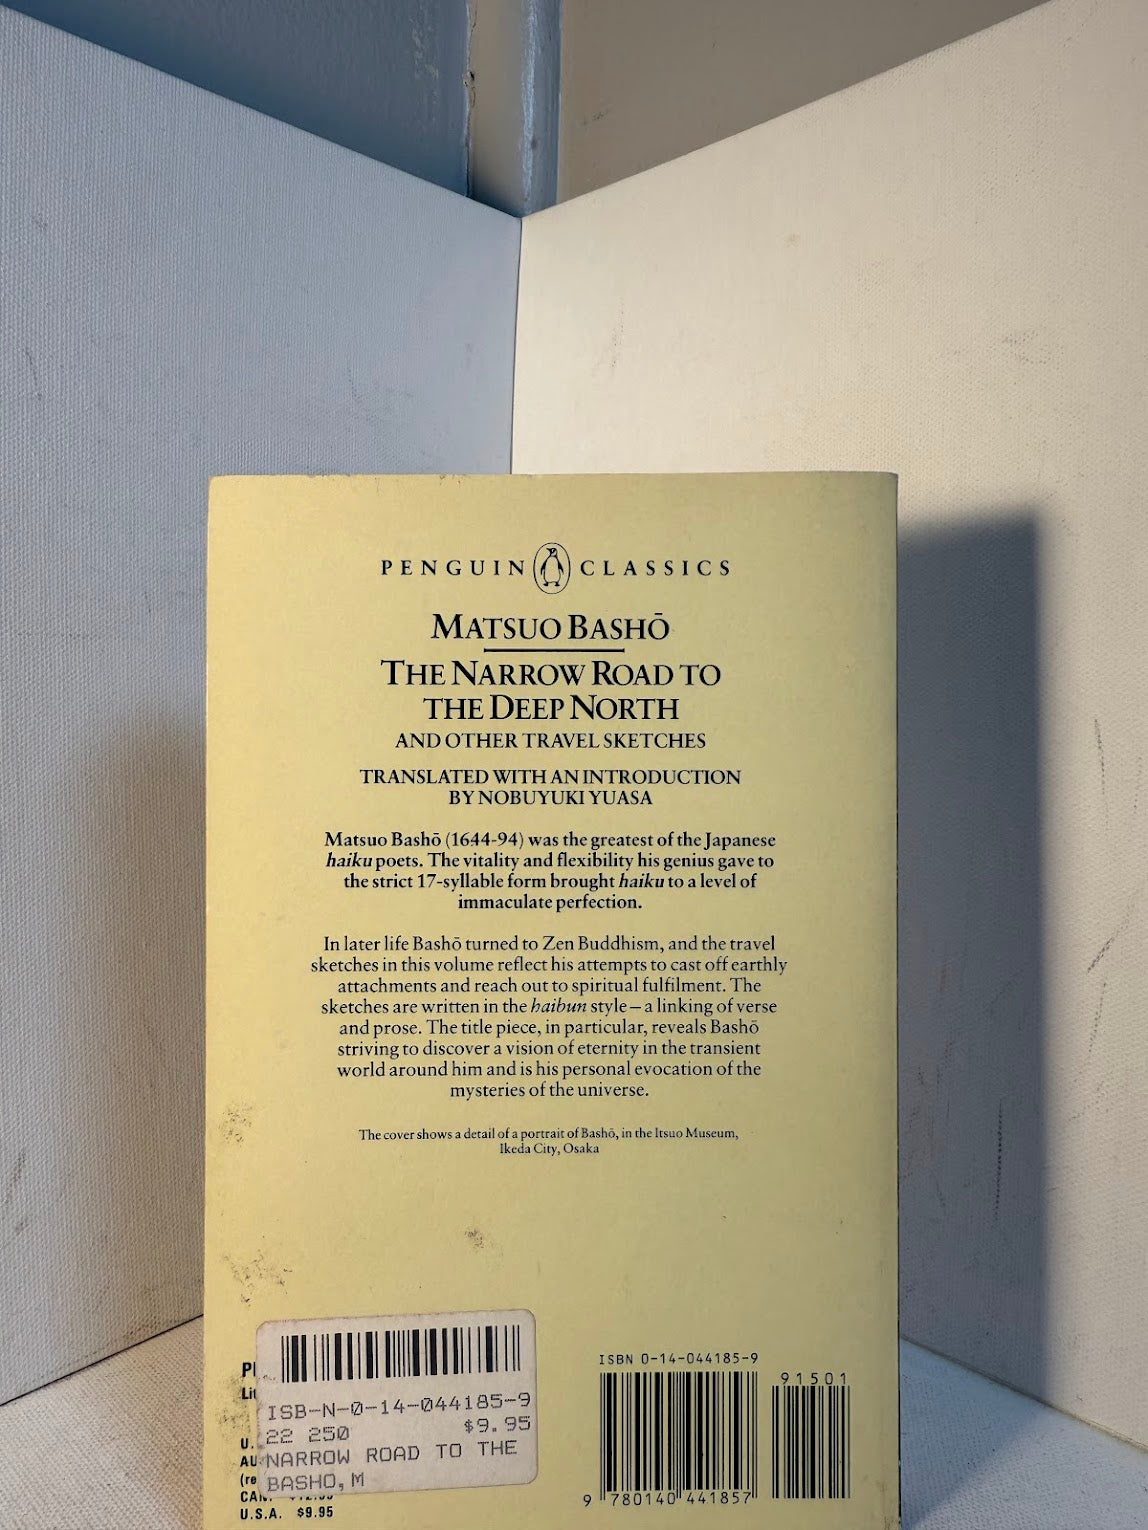 PENGUIN CLASSICS
MATSUO BASHŌ
THE NARROW ROAD TO
THE DEEP NORTH
AND OTHER TRAVEL SKETCHES
TRANSLATED WITH AN INTRODUCTION
BY NOBUYUKI YUASA
Matsuo Bashō (1644-94) was the greatest of the Japanese
haiku poets. The vitality and flexibility his genius gave to
the strict 17-syllable form brought haiku to a level of
immaculate perfection.
In later life Bashō turned to Zen Buddhism, and the travel
sketches in this volume reflect his attempts to cast off earthly
attachments and reach out to spiritual fulfilment. The
sketches are written in the haibun style – a linking of verse
and prose. The title piece, in particular, reveals Bashō
striving to discover a vision of eternity in the transient
world around him and is his personal evocation of the
mysteries of the universe.
The cover shows a detail of a portrait of Bashō, in the Itsuo Museum,
Ikeda City, Osaka
ISB-N-0-14-044185-9
22 250 $9.95
NARROW ROAD TO THE
BASHO, M
U.S.A. $9.95
ISBN 0-14-044185-9
91501
9 780140 441857